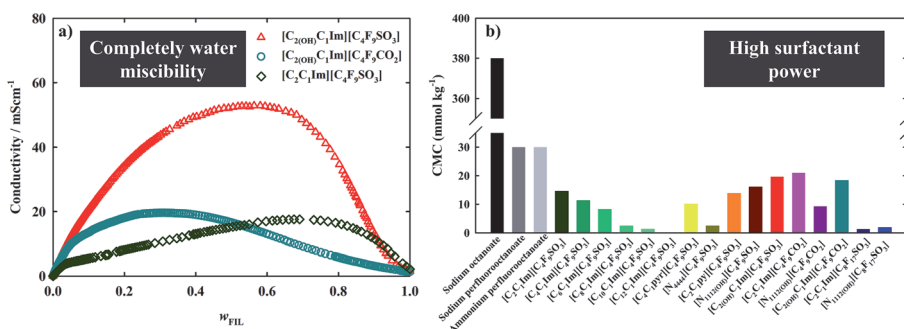 a)
Completely water
miscibility
[C2(OH)C1Im][C4F9SO3]
[C2(OH)C1Im][C4F9CO2]
[C2C1Im][C4F9SO3]
Conductivity / mScm-1
80
60
40
20
0
0.0 0.2 0.4 0.6 0.8 1.0
wFIL
b)
High surfactant
power
CMC (mmol kg-1)
380
360
30
20
10
0
Sodium octanoate
Sodium perfluorooctanoate
Ammonium perfluorooctanoate
[C2C1Im][C4F9SO3]
[C4C1Im][C4F9SO3]
[C6C1Im][C4F9SO3]
[C8C1Im][C4F9SO3]
[C10C1Im][C4F9SO3]
[C12C1Im][C4F9SO3]
[C4C1pyr][C4F9SO3]
[N4444][C4F9SO3]
[C2C1py][C4F9SO3]
[N1112(OH)][C4F9SO3]
[C2(OH)C1Im][C4F9SO3]
[C2C1Im][C4F9CO2]
[N1112(OH)][C4F9CO2]
[C2(OH)C1Im][C4F9CO2]
[C2C1Im][C8F17SO3]
[N1112(OH)][C8F17SO3]